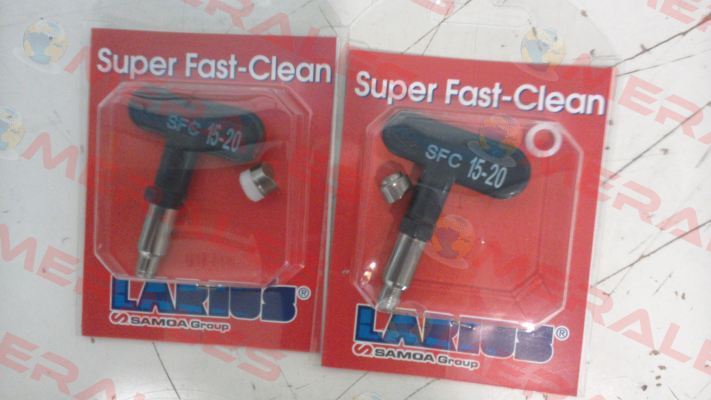 Super Fast-Clean
SFC 15-20
LARIUS®
SAMOA Group
Super Fast-Clean
SFC 15-20
LARIUS®
SAMOA Group